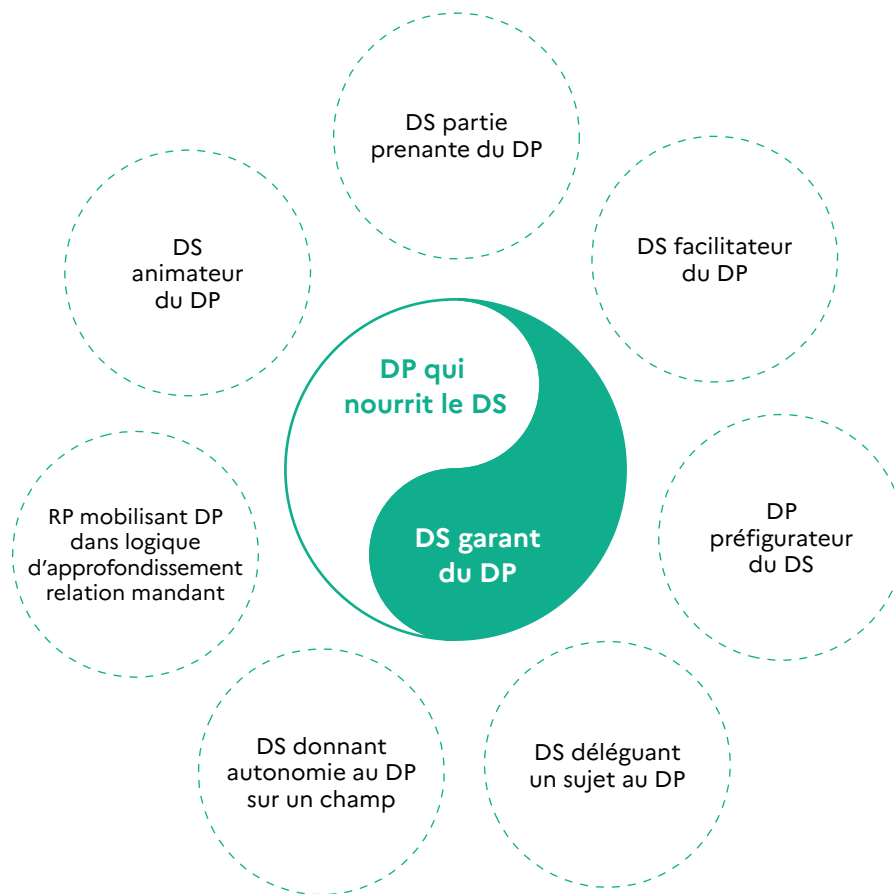 DS partie
prenante du DP
DS facilitateur
du DP
DS
animateur
du DP
DP qui
nourrit le DS
DS garant
du DP
DP
préfigurateur
du DS
RP mobilisant DP
dans logique
d'approfondissement
relation mandant
DS donnant
autonomie au DP
sur un champ
DS déléguant
un sujet au DP